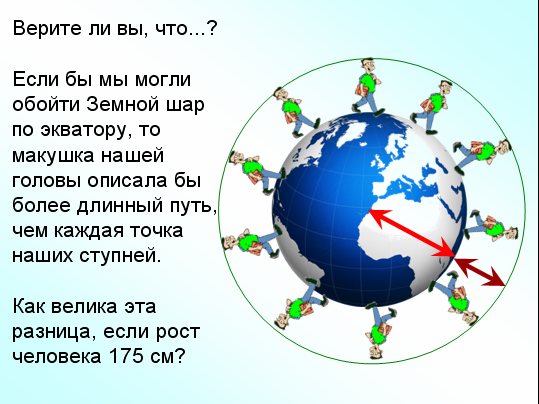 Верите ли вы, что...?
Если бы мы могли
обойти Земной шар
по экватору, то
макушка нашей
головы описала бы
более длинный путь,
чем каждая точка
наших ступней.
Как велика эта
разница, если рост
человека 175 см?